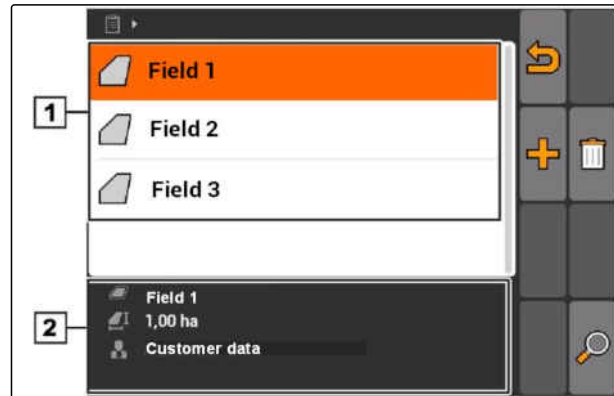 Field 1
1
Field 2
Field 3
Field 1
2
1,00 ha
Customer data